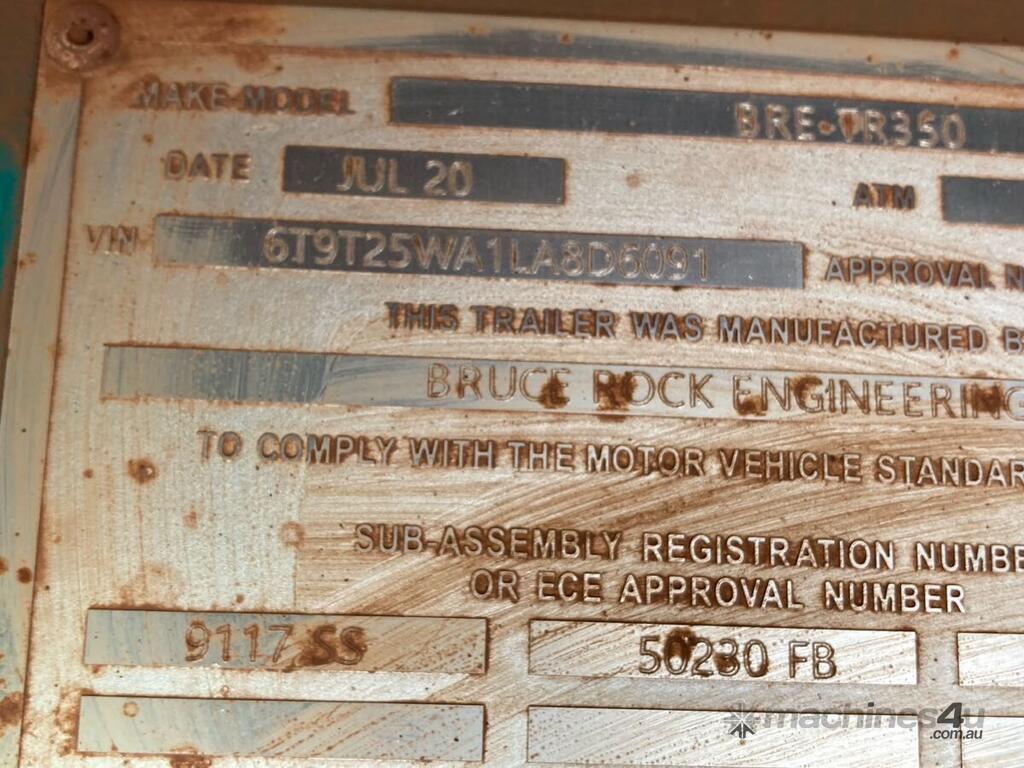 MAKE-MODEL BRE-VR350
DATE JUL 20 ATM
VIN 6T9T25WA1LA8D6091 APPROVAL N
THIS TRAILER WAS MANUFACTURED B
BRUCE ROCK ENGINEERING
TO COMPLY WITH THE MOTOR VEHICLE STANDAR
SUB-ASSEMBLY REGISTRATION NUMBE
OR ECE APPROVAL NUMBER
9117 SS 50230 FB
machines4u
.com.au